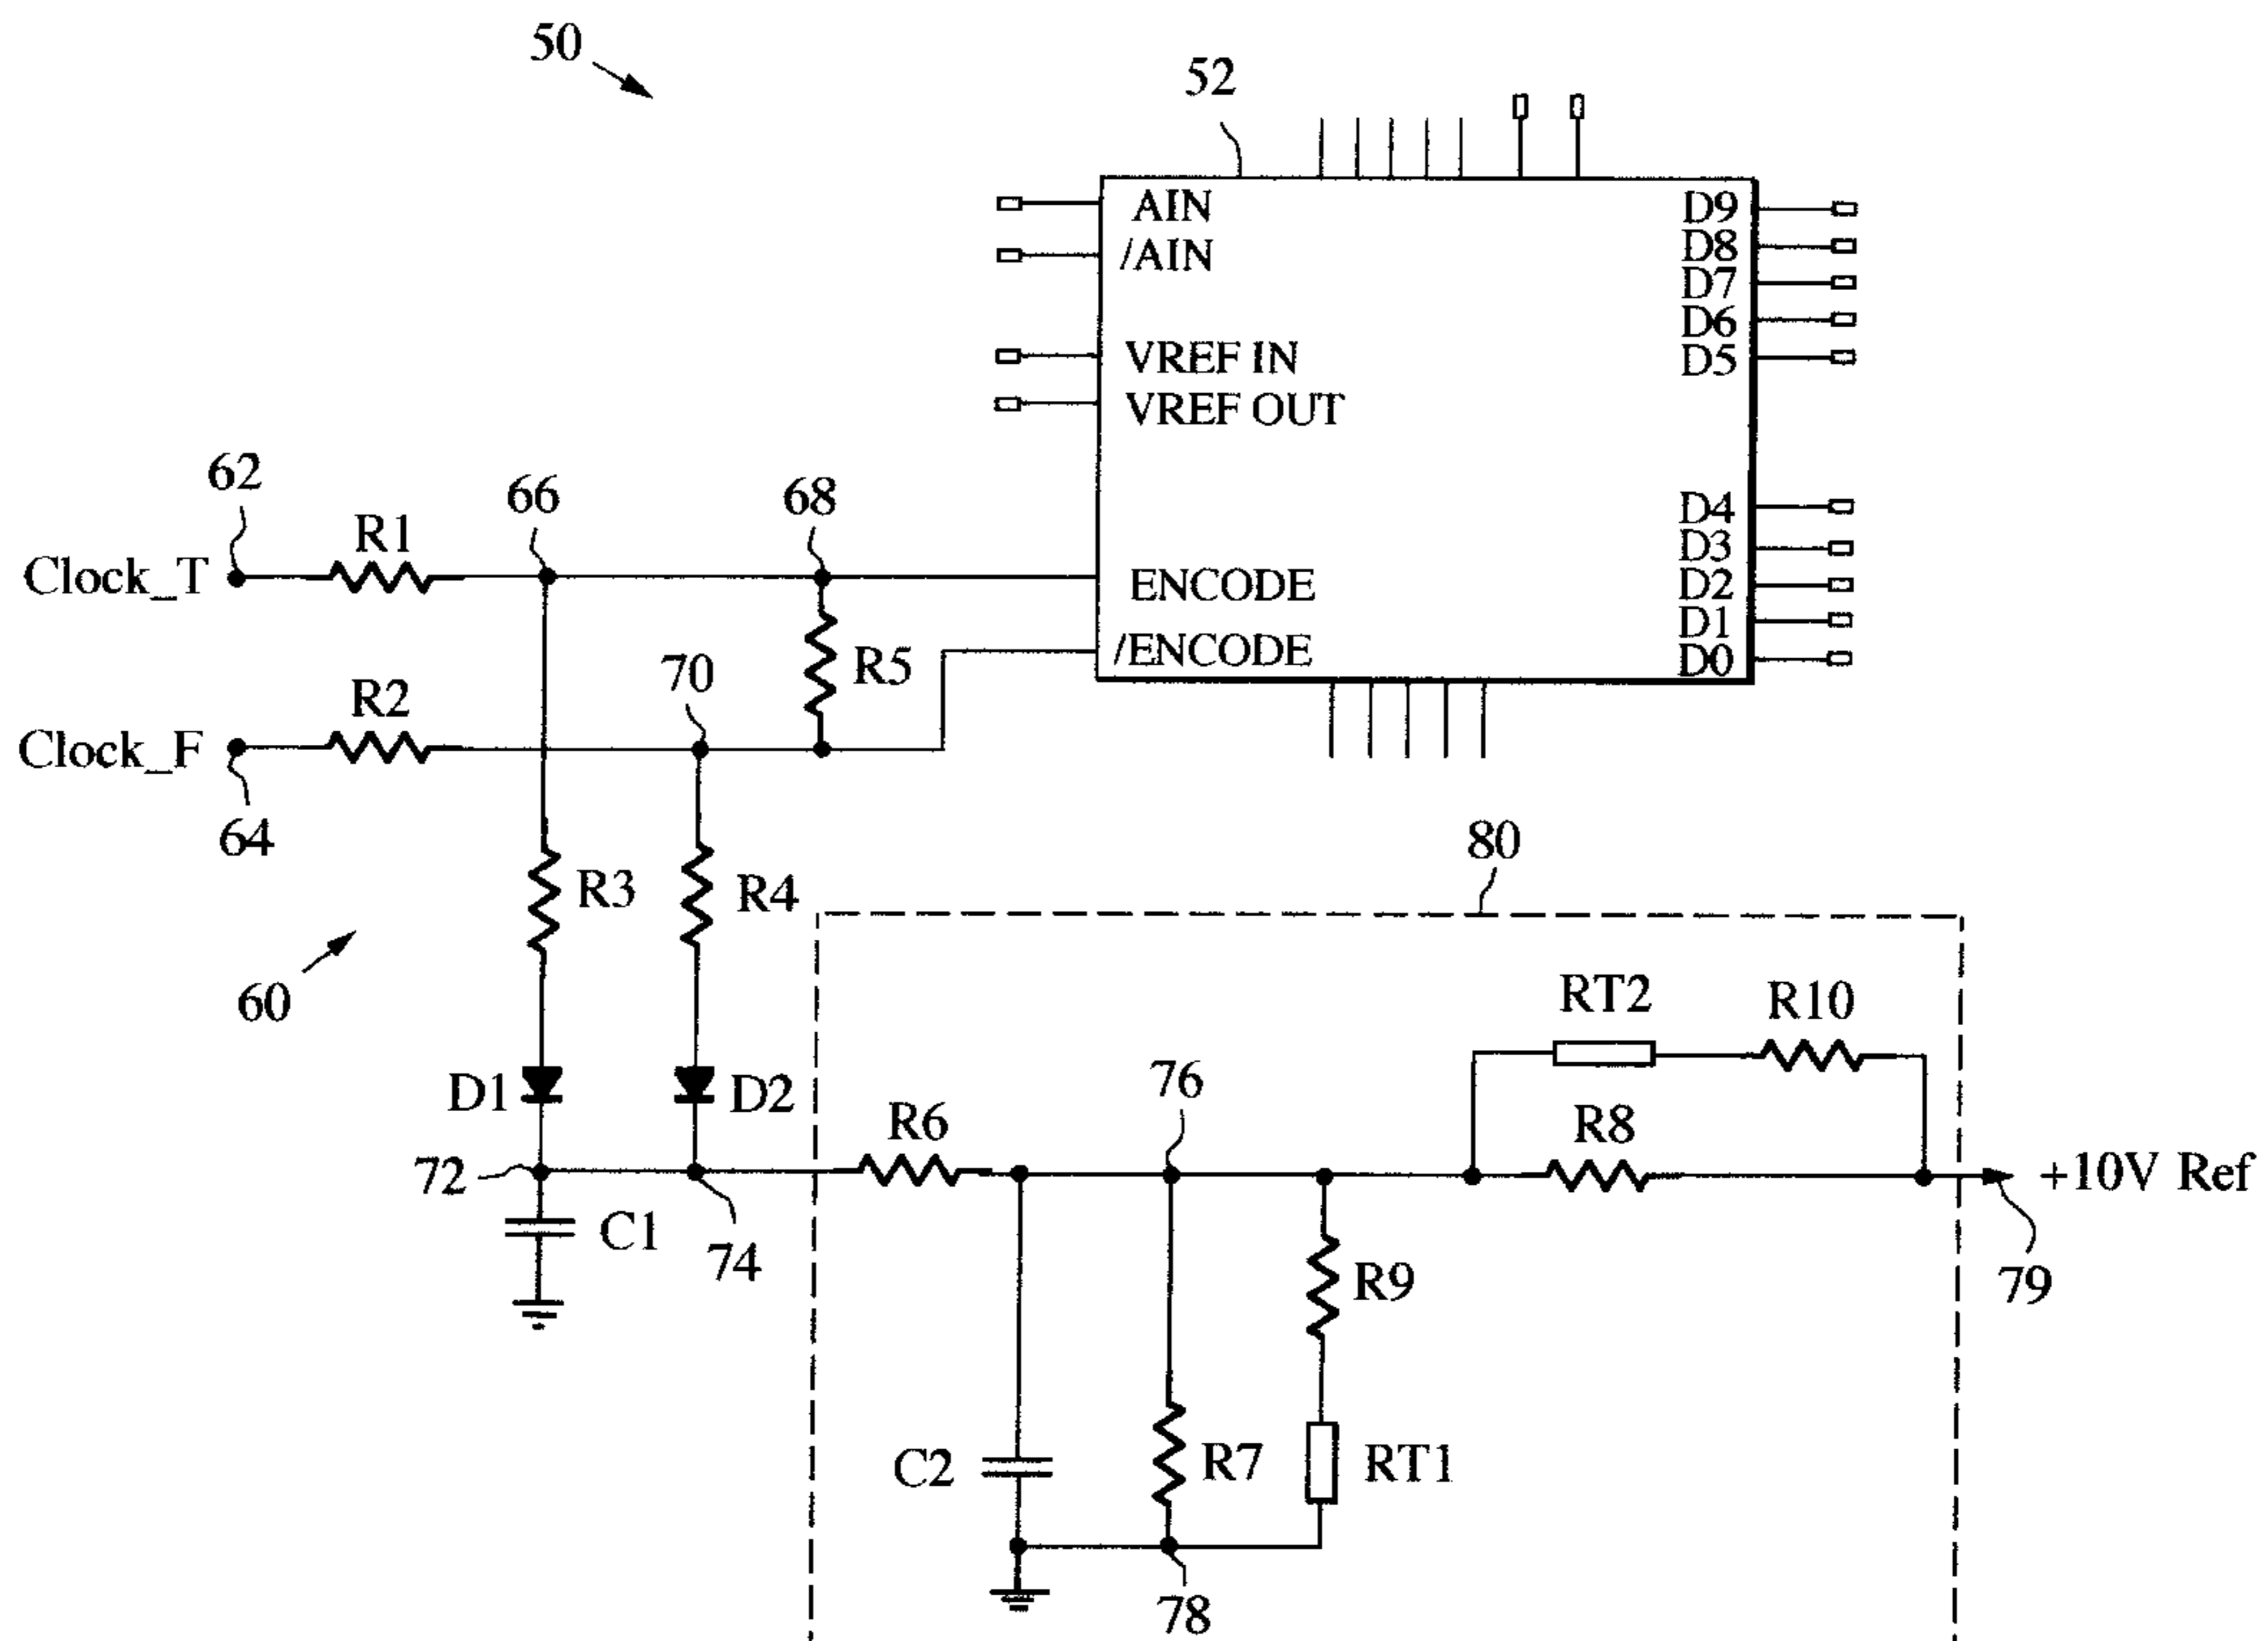 50
52
AIN
/AIN
VREF IN
VREF OUT
ENCODE
/ENCODE
D9
D8
D7
D6
D5
D4
D3
D2
D1
D0
62
66
68
Clock_T
R1
R5
70
Clock_F
R2
64
R3
R4
80
60
D1
D2
RT2
R10
R8
76
R6
72
C1
74
+10V Ref
79
R9
C2
R7
RT1
78